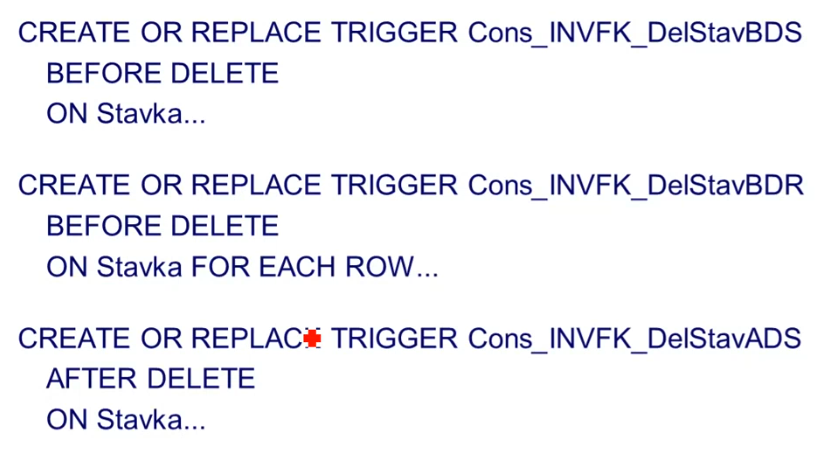 CREATE OR REPLACE TRIGGER Cons_INVFK_DelStavBDS
BEFORE DELETE
ON Stavka...
CREATE OR REPLACE TRIGGER Cons_INVFK_DelStavBDR
BEFORE DELETE
ON Stavka FOR EACH ROW...
CREATE OR REPLACE TRIGGER Cons_INVFK_DelStavADS
AFTER DELETE
ON Stavka...